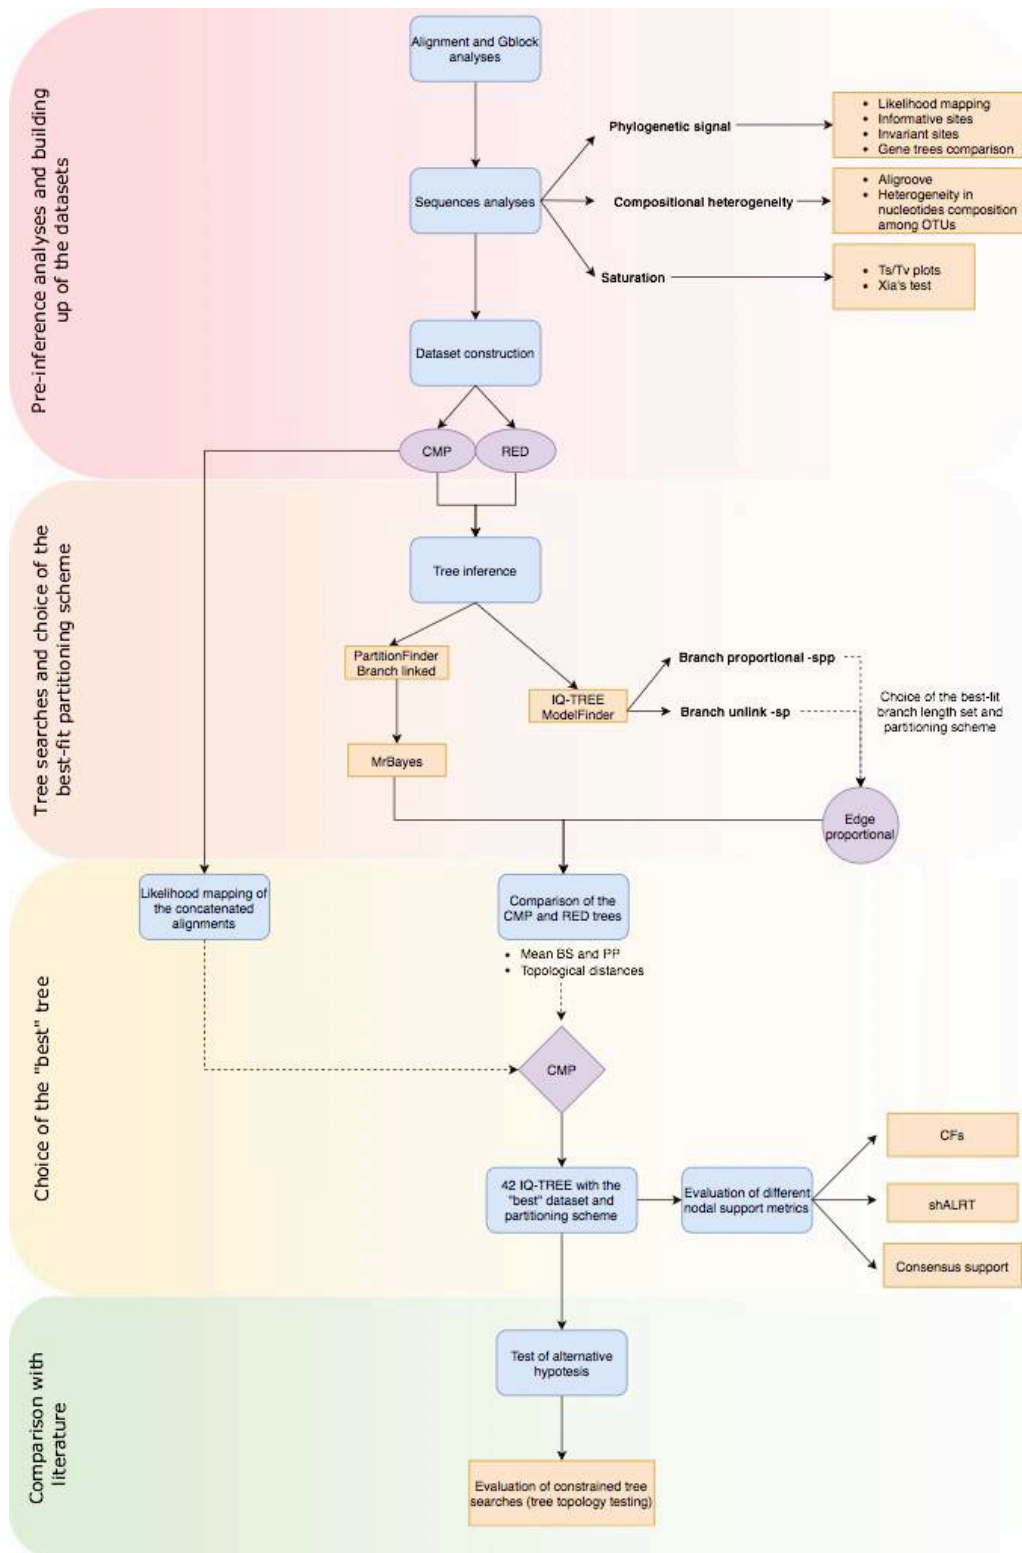 Pre-inference analyses and building
up of the datasets
Alignment and Gblock
analyses
Sequences analyses
Phylogenetic signal
• Likelihood mapping
• Informative sites
• Invariant sites
• Gene trees comparison
Compositional heterogeneity
• Aligroove
• Heterogeneity in
nucleotides composition
among OTUs
Saturation
• Ts/Tv plots
• Xia's test
Dataset construction
CMP
RED
Tree searches and choice of the
best-fit partitioning scheme
Tree inference
PartitionFinder
Branch linked
MrBayes
IQ-TREE
ModelFinder
Branch proportional -spp
Branch unlink -sp
Choice of the best-fit
branch length set and
partitioning scheme
Edge
proportional
Choice of the "best" tree
Likelihood mapping of
the concatenated
alignments
Comparison of the
CMP and RED trees
• Mean BS and PP
• Topological distances
CMP
42 IQ-TREE with the
"best" dataset and
partitioning scheme
Evaluation of different
nodal support metrics
CFs
shALRT
Consensus support
Comparison with
literature
Test of alternative
hypotesis
Evaluation of constrained tree
searches (tree topology testing)